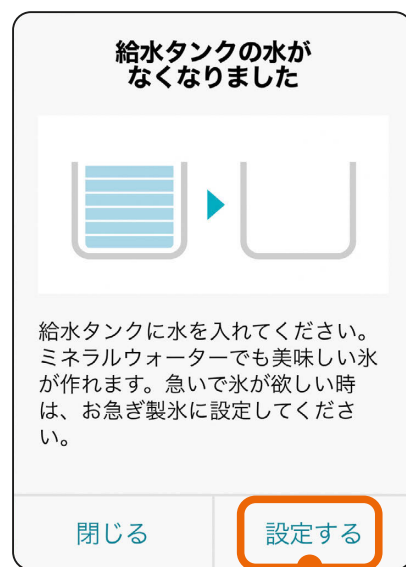 給水タンクの水が
なくなりました
給水タンクに水を入れてください。
ミネラルウォーターでも美味しい氷
が作れます。急いで氷が欲しい時
は、お急ぎ製氷に設定してくださ
い。
閉じる
設定する